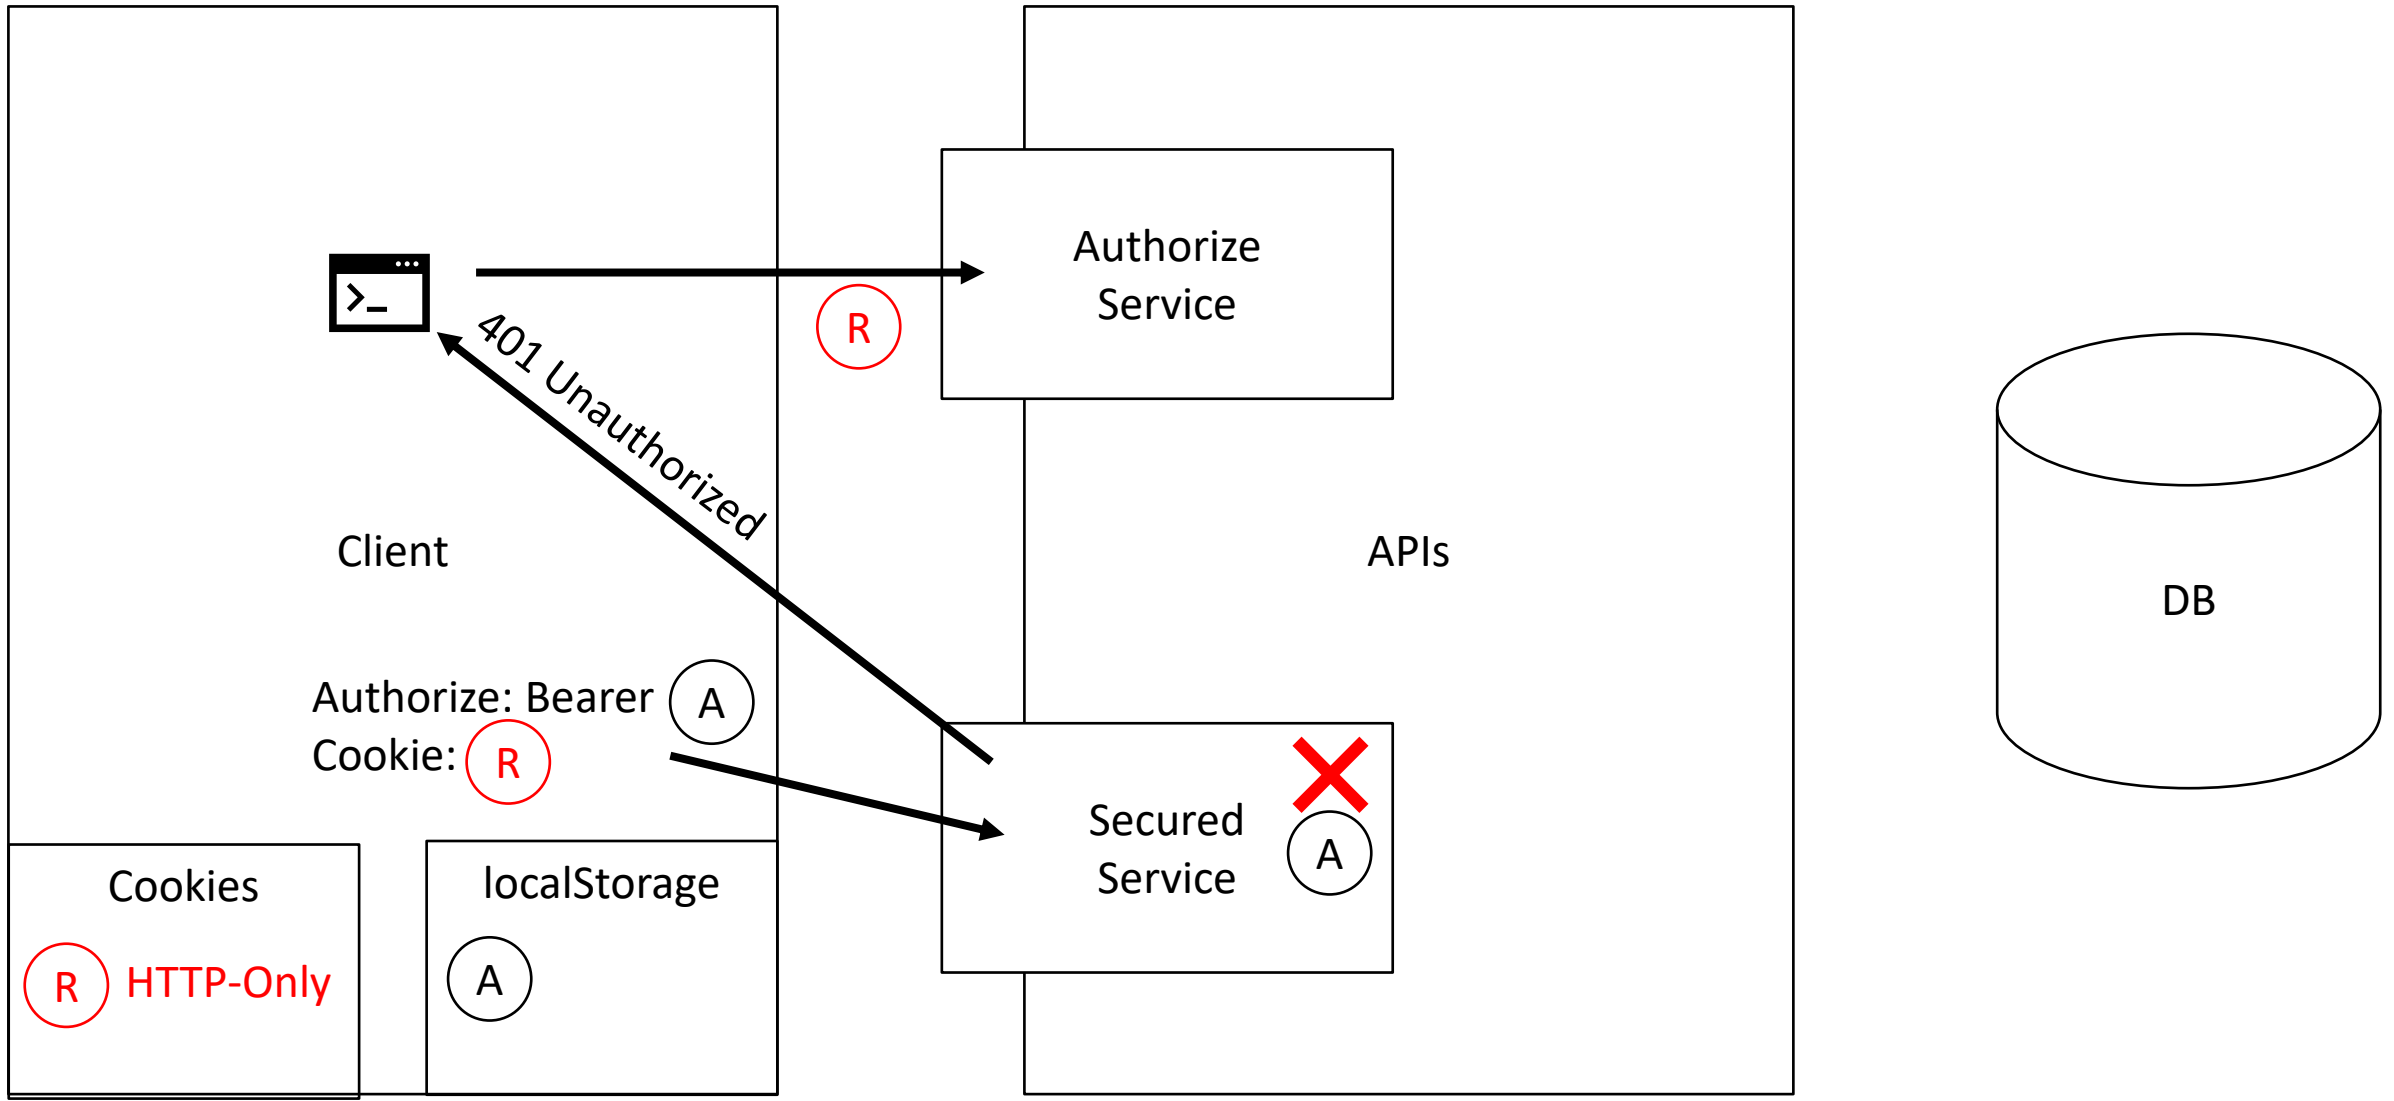 Authorize
Service
R
401 Unauthorized
Client
APIs
DB
Authorize: Bearer A
Cookie: R
Secured
Service
A
Cookies
R HTTP-Only
localStorage
A